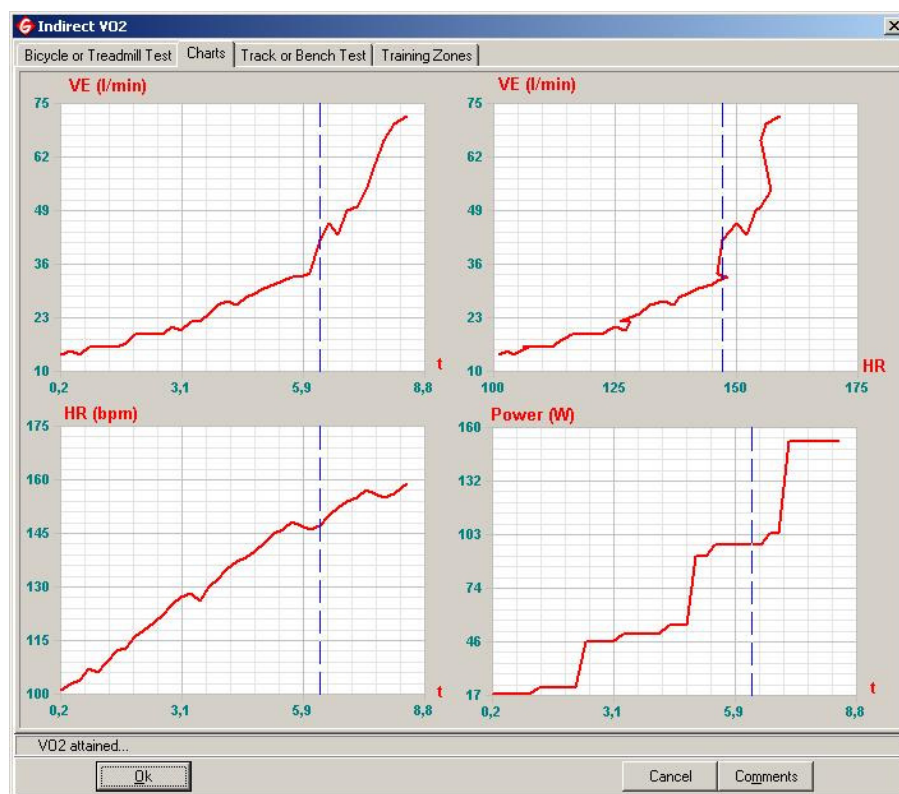 Indirect VO2
Bicycle or Treadmill Test Charts Track or Bench Test Training Zones
VE (l/min) VE (l/min)
75 75
62 62
49 49
36 36
23 23
10 t 10 HR
0,2 3,1 5,9 8,8 100 125 150 175
HR (bpm) Power (W)
175 160
160 132
145 103
130 74
115 46
100 t 17 t
0,2 3,1 5,9 8,8 0,2 3,1 5,9 8,8
VO2 attained...
Ok Cancel Comments